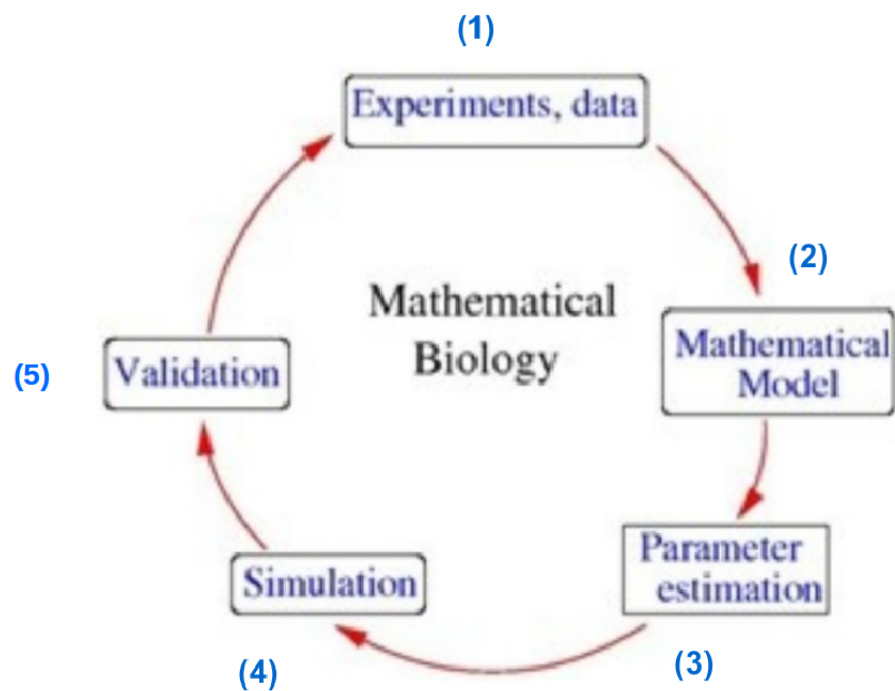 (1)
Experiments, data
(2)
Mathematical
Biology
Mathematical
Model
(5)
Validation
Parameter
estimation
Simulation
(3)
(4)